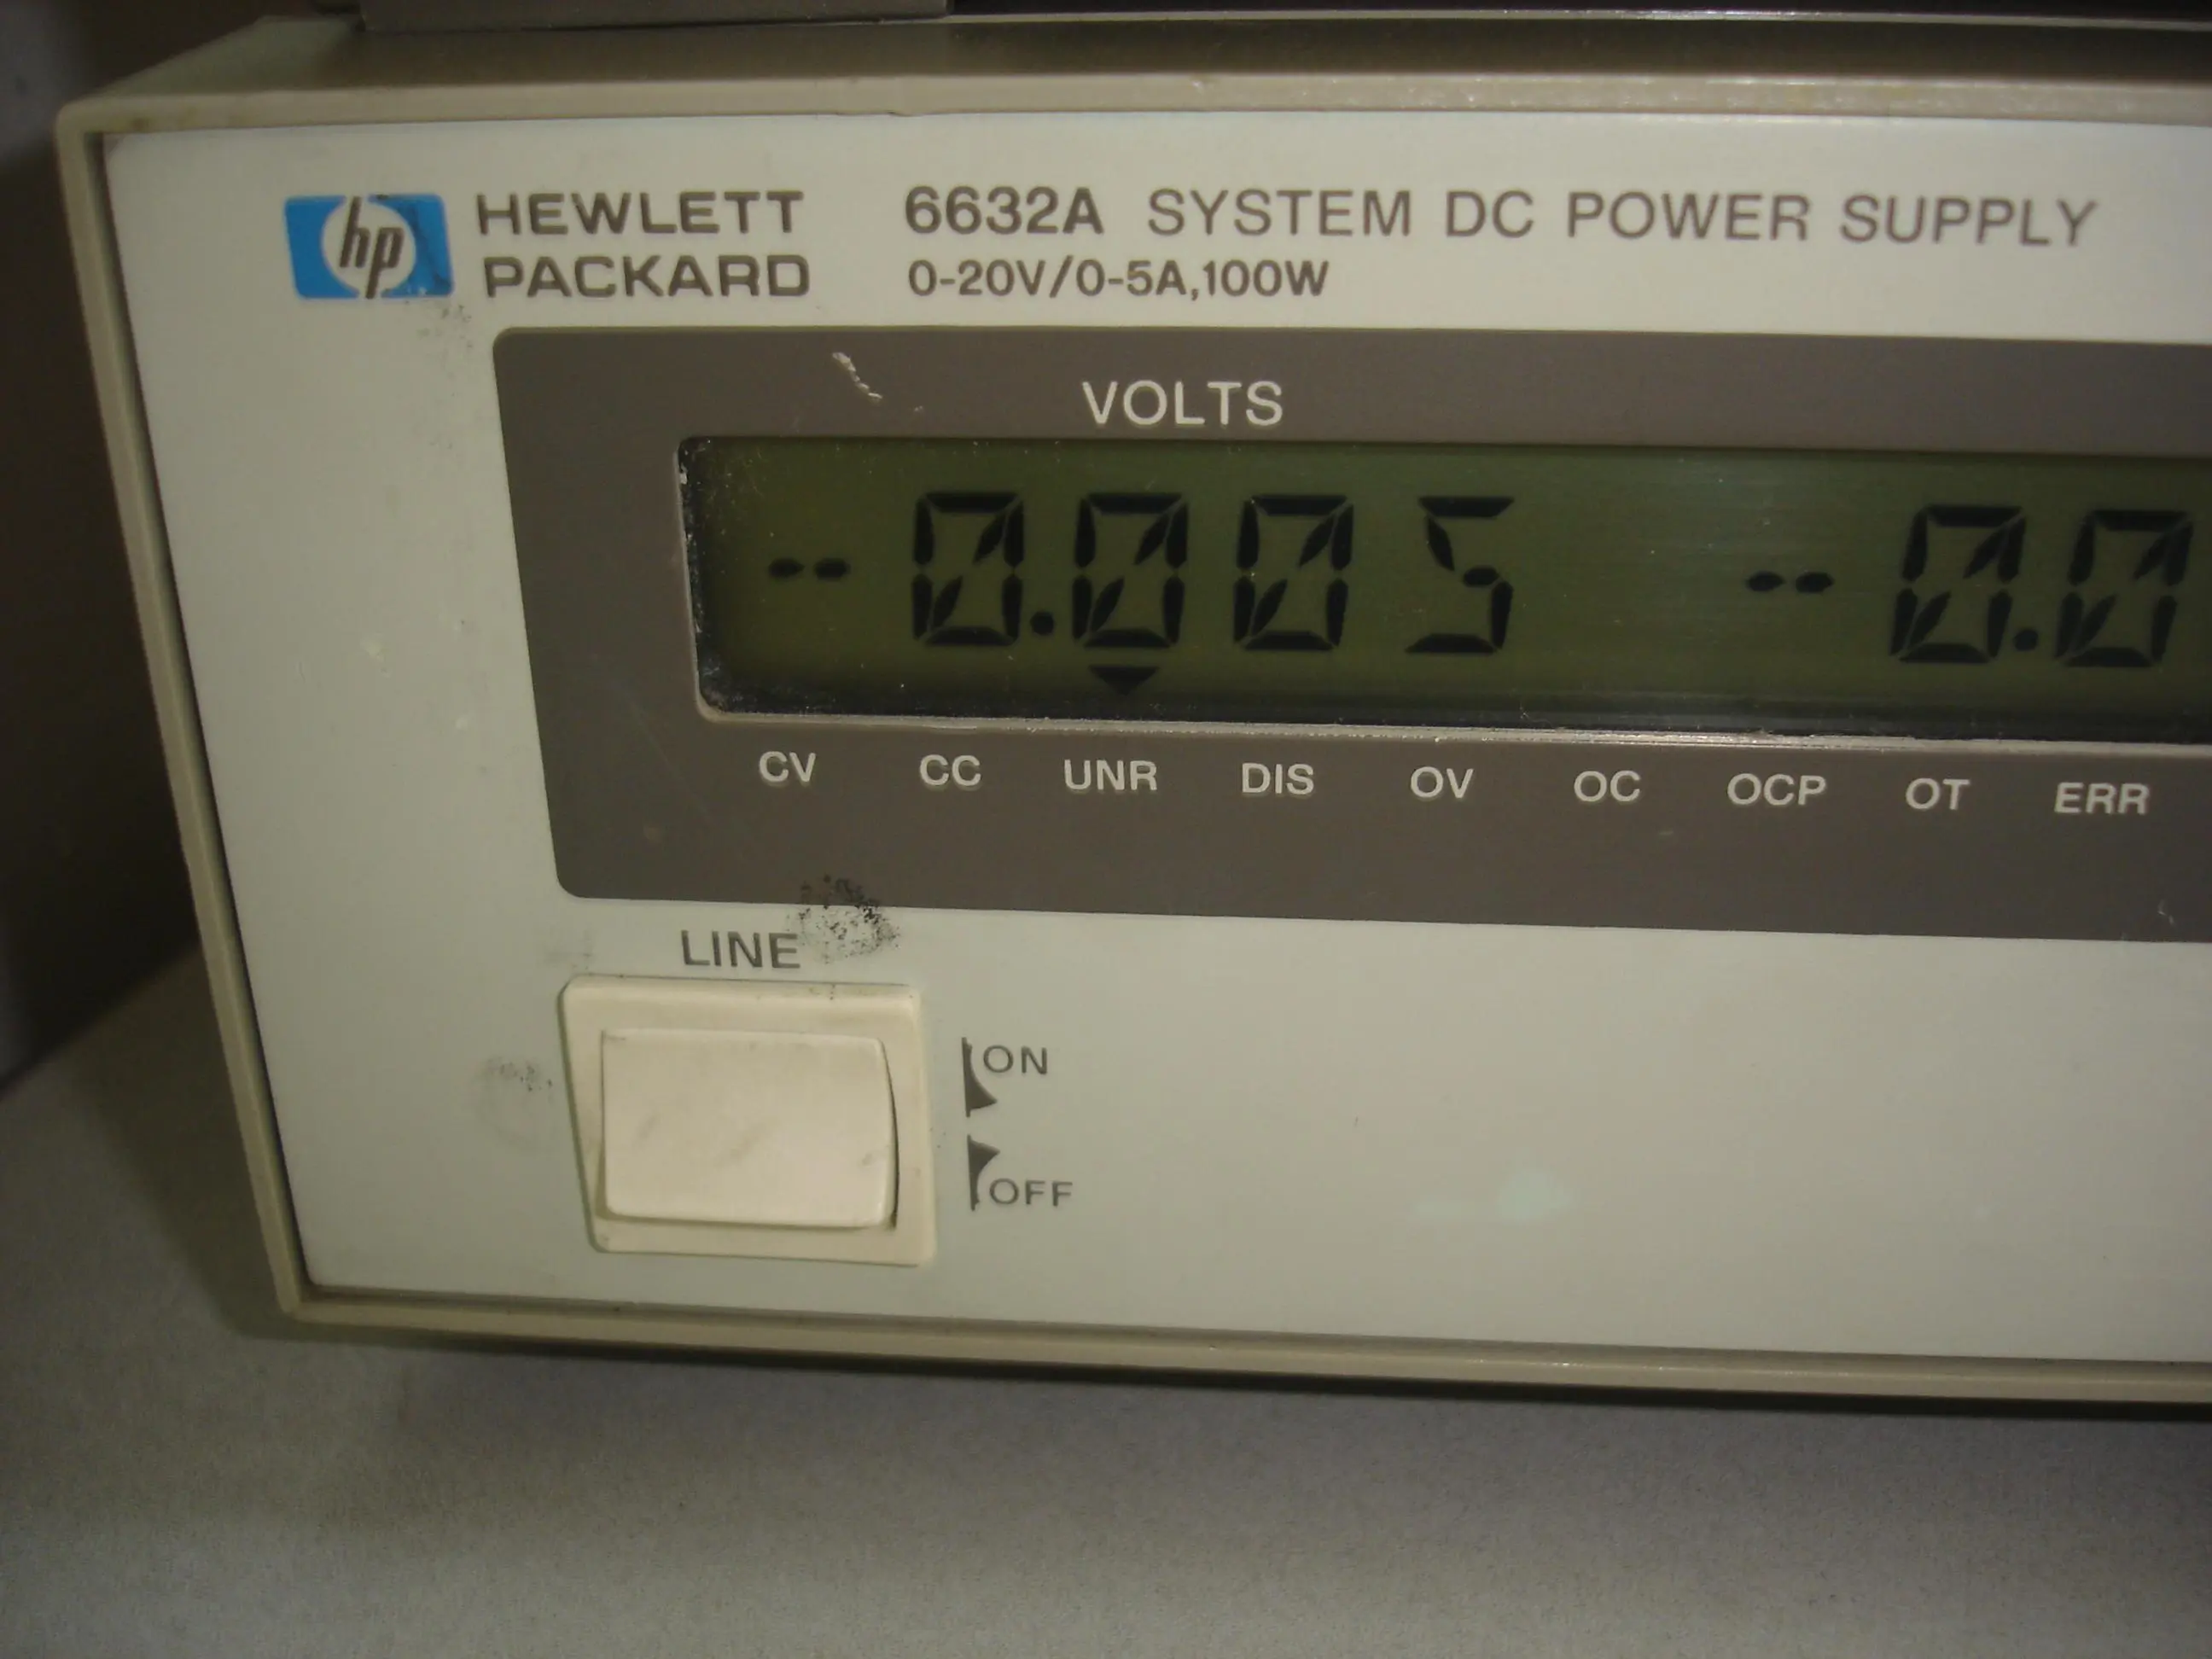 hp HEWLETT PACKARD
6632A SYSTEM DC POWER SUPPLY
0-20V/0-5A,100W
VOLTS
-0.005 -0.0
CV CC UNR DIS OV OC OCP OT ERR
LINE
ON
OFF